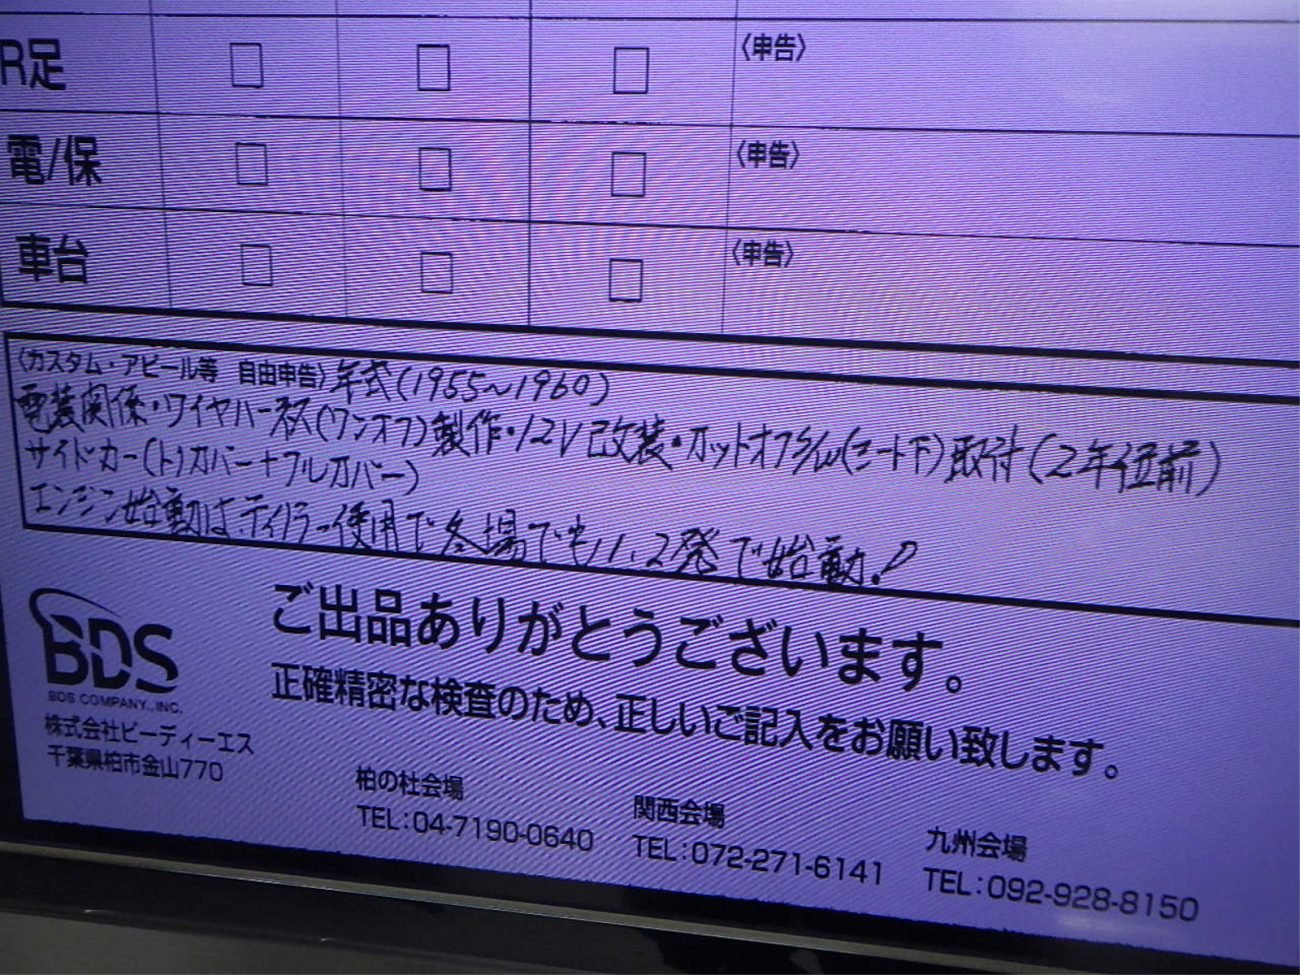 R足 〈申告〉
電/保 〈申告〉
車台 〈申告〉
〈カスタム・アピール等 自由申告〉年式(1955~1960)
電装関係・ワイヤハーネス(ワンオフ)製作・12V改装・カットオフ(シート下)取付(2年位前)
サイドカー(ト)カバー+フルカバー)
エンジン始動はティクラー使用で冬場でも1、2発で始動!
BDS
BDS COMPANY., INC.
ご出品ありがとうございます。
正確精密な検査のため、正しいご記入をお願い致します。
株式会社ビーディーエス
千葉県柏市金山770
柏の杜会場
TEL:04-7190-0640
関西会場
TEL:072-271-6141
九州会場
TEL:092-928-8150